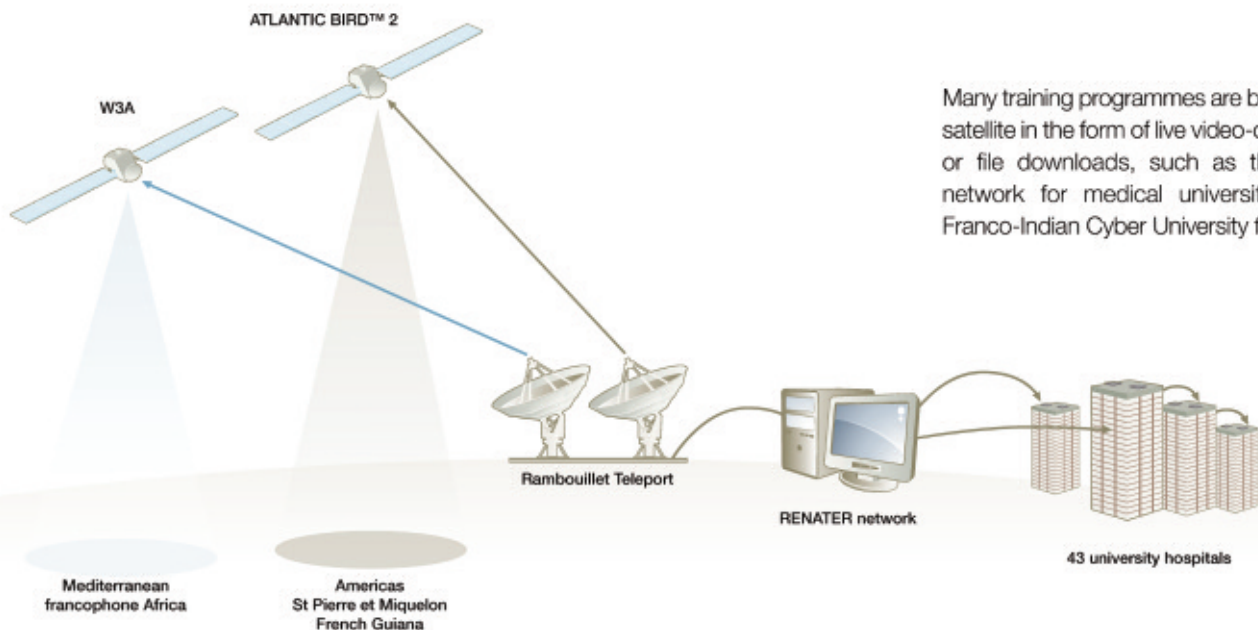 ATLANTIC BIRD™ 2
W3A
Many training programmes are
satellite in the form of live
or file downloads, such as
network for medical
Franco-Indian Cyber University
Rambouillet Teleport
RENATER network
43 university hospitals
Mediterranean
francophone Africa
Americas
St Pierre et Miquelon
French Guiana